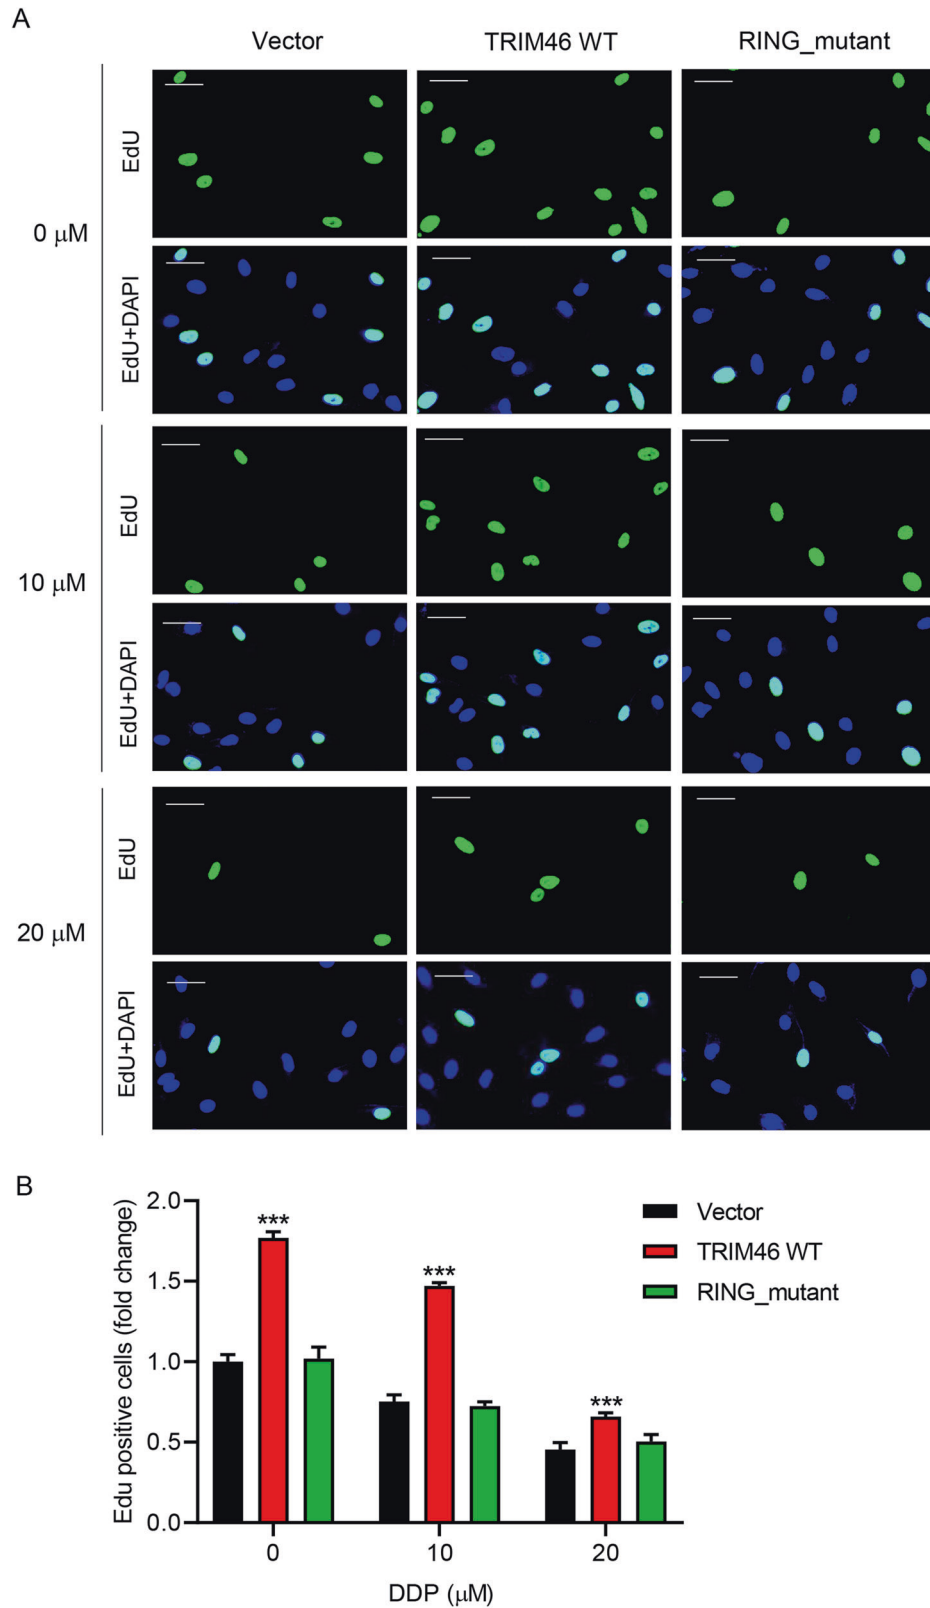 A
Vector TRIM46 WT RING_mutant
EdU
0 μM
EdU+DAPI
EdU
10 μM
EdU+DAPI
EdU
20 μM
EdU+DAPI
B
Edu positive cells (fold change)
2.0
1.5
1.0
0.5
0.0
*** *** ***
0 10 20
DDP (μM)
Vector
TRIM46 WT
RING_mutant